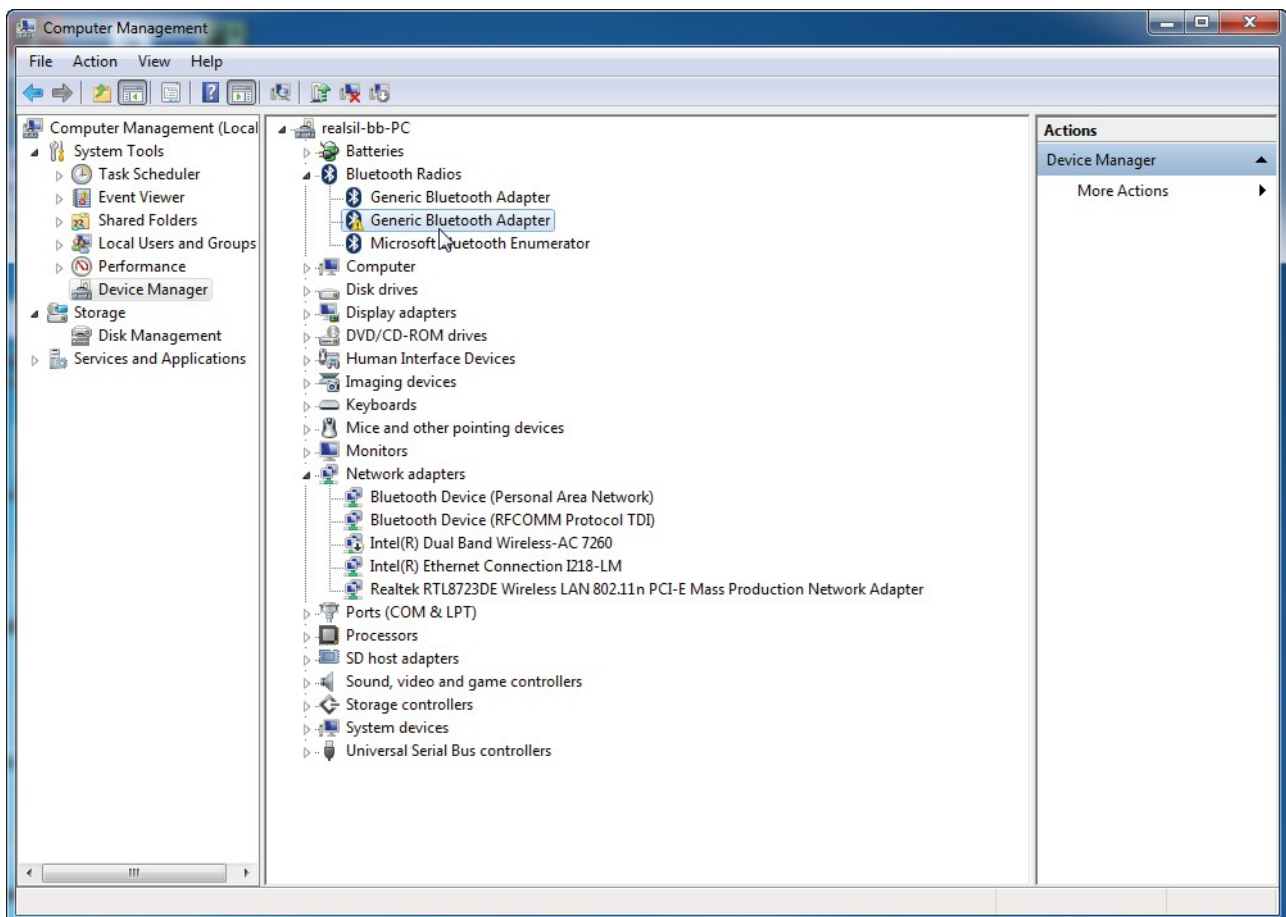 Computer Management
File Action View Help
Computer Management (Local
System Tools
Task Scheduler
Event Viewer
Shared Folders
Local Users and Groups
Performance
Device Manager
Storage
Disk Management
Services and Applications
realsil-bb-PC
Batteries
Bluetooth Radios
Generic Bluetooth Adapter
Generic Bluetooth Adapter
Microsoft Bluetooth Enumerator
Computer
Disk drives
Display adapters
DVD/CD-ROM drives
Human Interface Devices
Imaging devices
Keyboards
Mice and other pointing devices
Monitors
Network adapters
Bluetooth Device (Personal Area Network)
Bluetooth Device (RFCOMM Protocol TDI)
Intel(R) Dual Band Wireless-AC 7260
Intel(R) Ethernet Connection I218-LM
Realtek RTL8723DE Wireless LAN 802.11n PCI-E Mass Production Network Adapter
Ports (COM & LPT)
Processors
SD host adapters
Sound, video and game controllers
Storage controllers
System devices
Universal Serial Bus controllers
Actions
Device Manager
More Actions